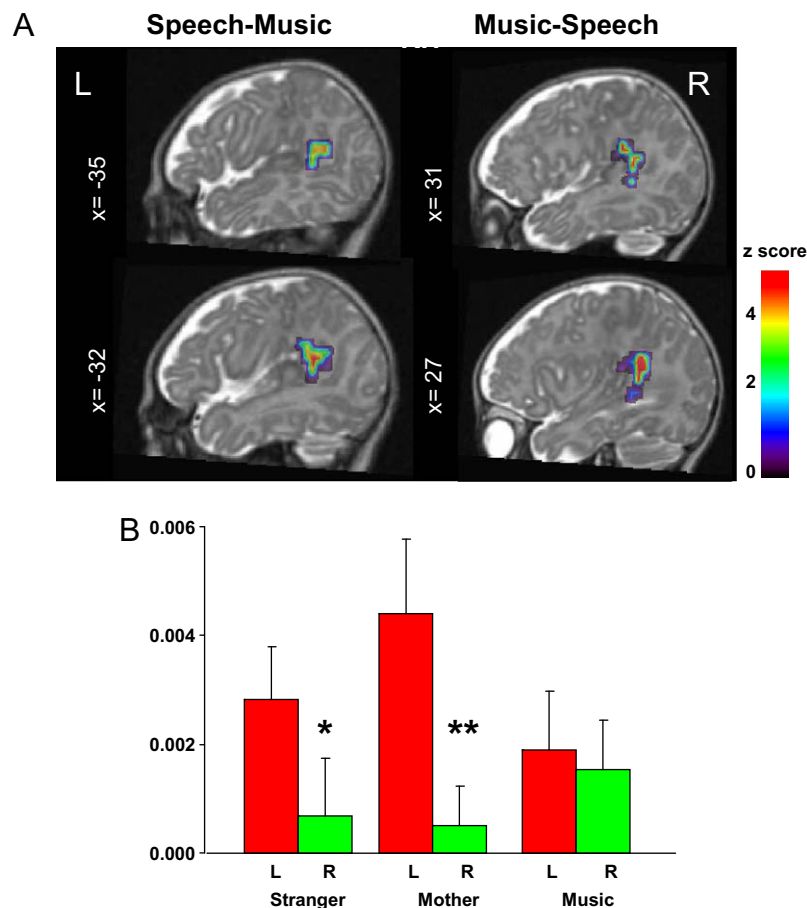 A
Speech-Music
Music-Speech
L
R
x= -35
x= 31
x= -32
x= 27
z score
4
2
0
B
0.006
0.004
0.002
0.000
*
**
L R L R L R
Stranger Mother Music